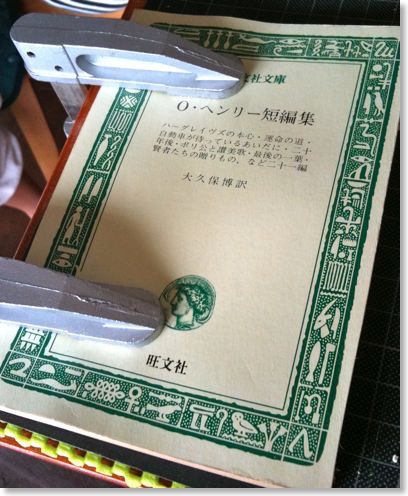 文社文庫
O・ヘンリー短編集
ハーグレイヴズの本心・運命の道・
自動車が待っているあいだに・二十
年後・ポリ公と讃美歌・最後の一葉・
賢者たちの贈りもの、など二十一編
大久保博訳
旺文社